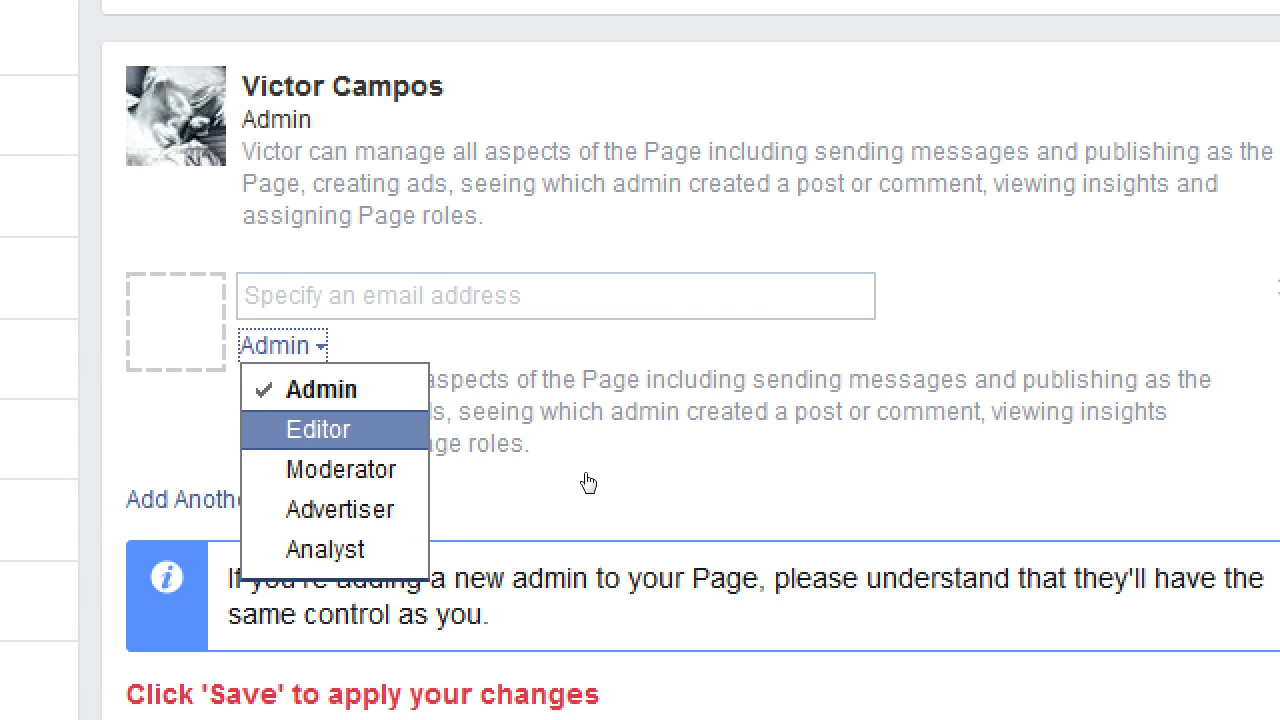 Victor Campos
Admin
Victor can manage all aspects of the Page including sending messages and publishing as the
Page, creating ads, seeing which admin created a post or comment, viewing insights and
assigning Page roles.
Specify an email address
Admin
Admin
aspects of the Page including sending messages and publishing as the
Editor
seeing which admin created a post or comment, viewing insights
roles.
Moderator
Add
Advertiser
Analyst
If you're adding a new admin to your Page, please understand that they'll have the
same control as you.
Click 'Save' to apply your changes